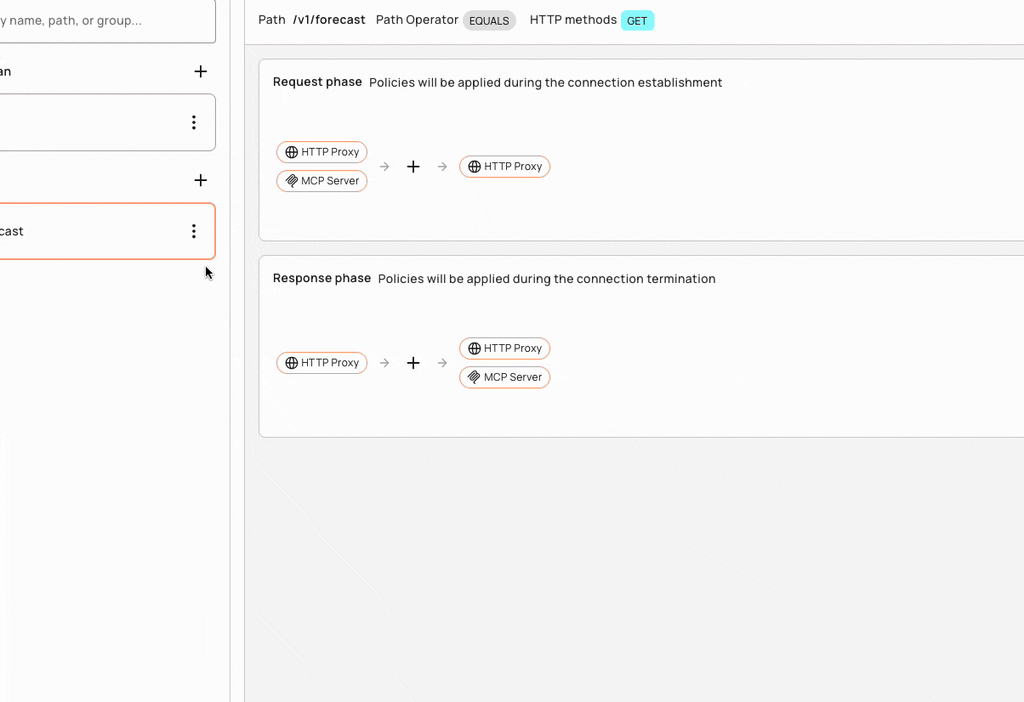 y name, path, or group...
an
cast
Path /v1/forecast Path Operator EQUALS HTTP methods GET
Request phase Policies will be applied during the connection establishment
HTTP Proxy
MCP Server
HTTP Proxy
Response phase Policies will be applied during the connection termination
HTTP Proxy
HTTP Proxy
MCP Server